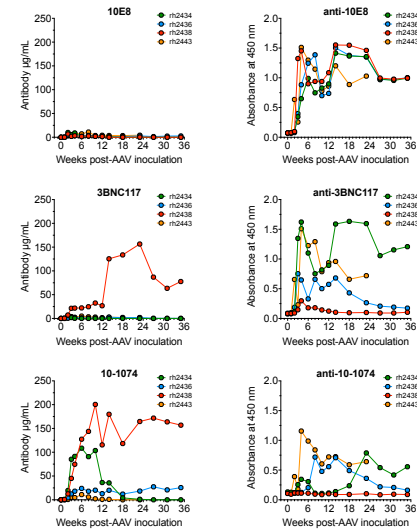 10E8
Antibody µg/mL
250
200
150
100
50
0
0 6 12 18 24 30 36
Weeks post-AAV inoculation
rh2434
rh2436
rh2438
rh2443
anti-10E8
Absorbance at 450 nm
2.0
1.5
1.0
0.5
0.0
0 6 12 18 24 30 36
Weeks post-AAV inoculation
rh2434
rh2436
rh2438
rh2443
3BNC117
Antibody µg/mL
250
200
150
100
50
0
0 6 12 18 24 30 36
Weeks post-AAV inoculation
rh2434
rh2436
rh2438
rh2443
anti-3BNC117
Absorbance at 450 nm
2.0
1.5
1.0
0.5
0.0
0 6 12 18 24 30 36
Weeks post-AAV inoculation
rh2434
rh2436
rh2438
rh2443
10-1074
Antibody µg/mL
250
200
150
100
50
0
0 6 12 18 24 30 36
Weeks post-AAV inoculation
rh2434
rh2436
rh2438
rh2443
anti-10-1074
Absorbance at 450 nm
2.0
1.5
1.0
0.5
0.0
0 6 12 18 24 30 36
Weeks post-AAV inoculation
rh2434
rh2436
rh2438
rh2443